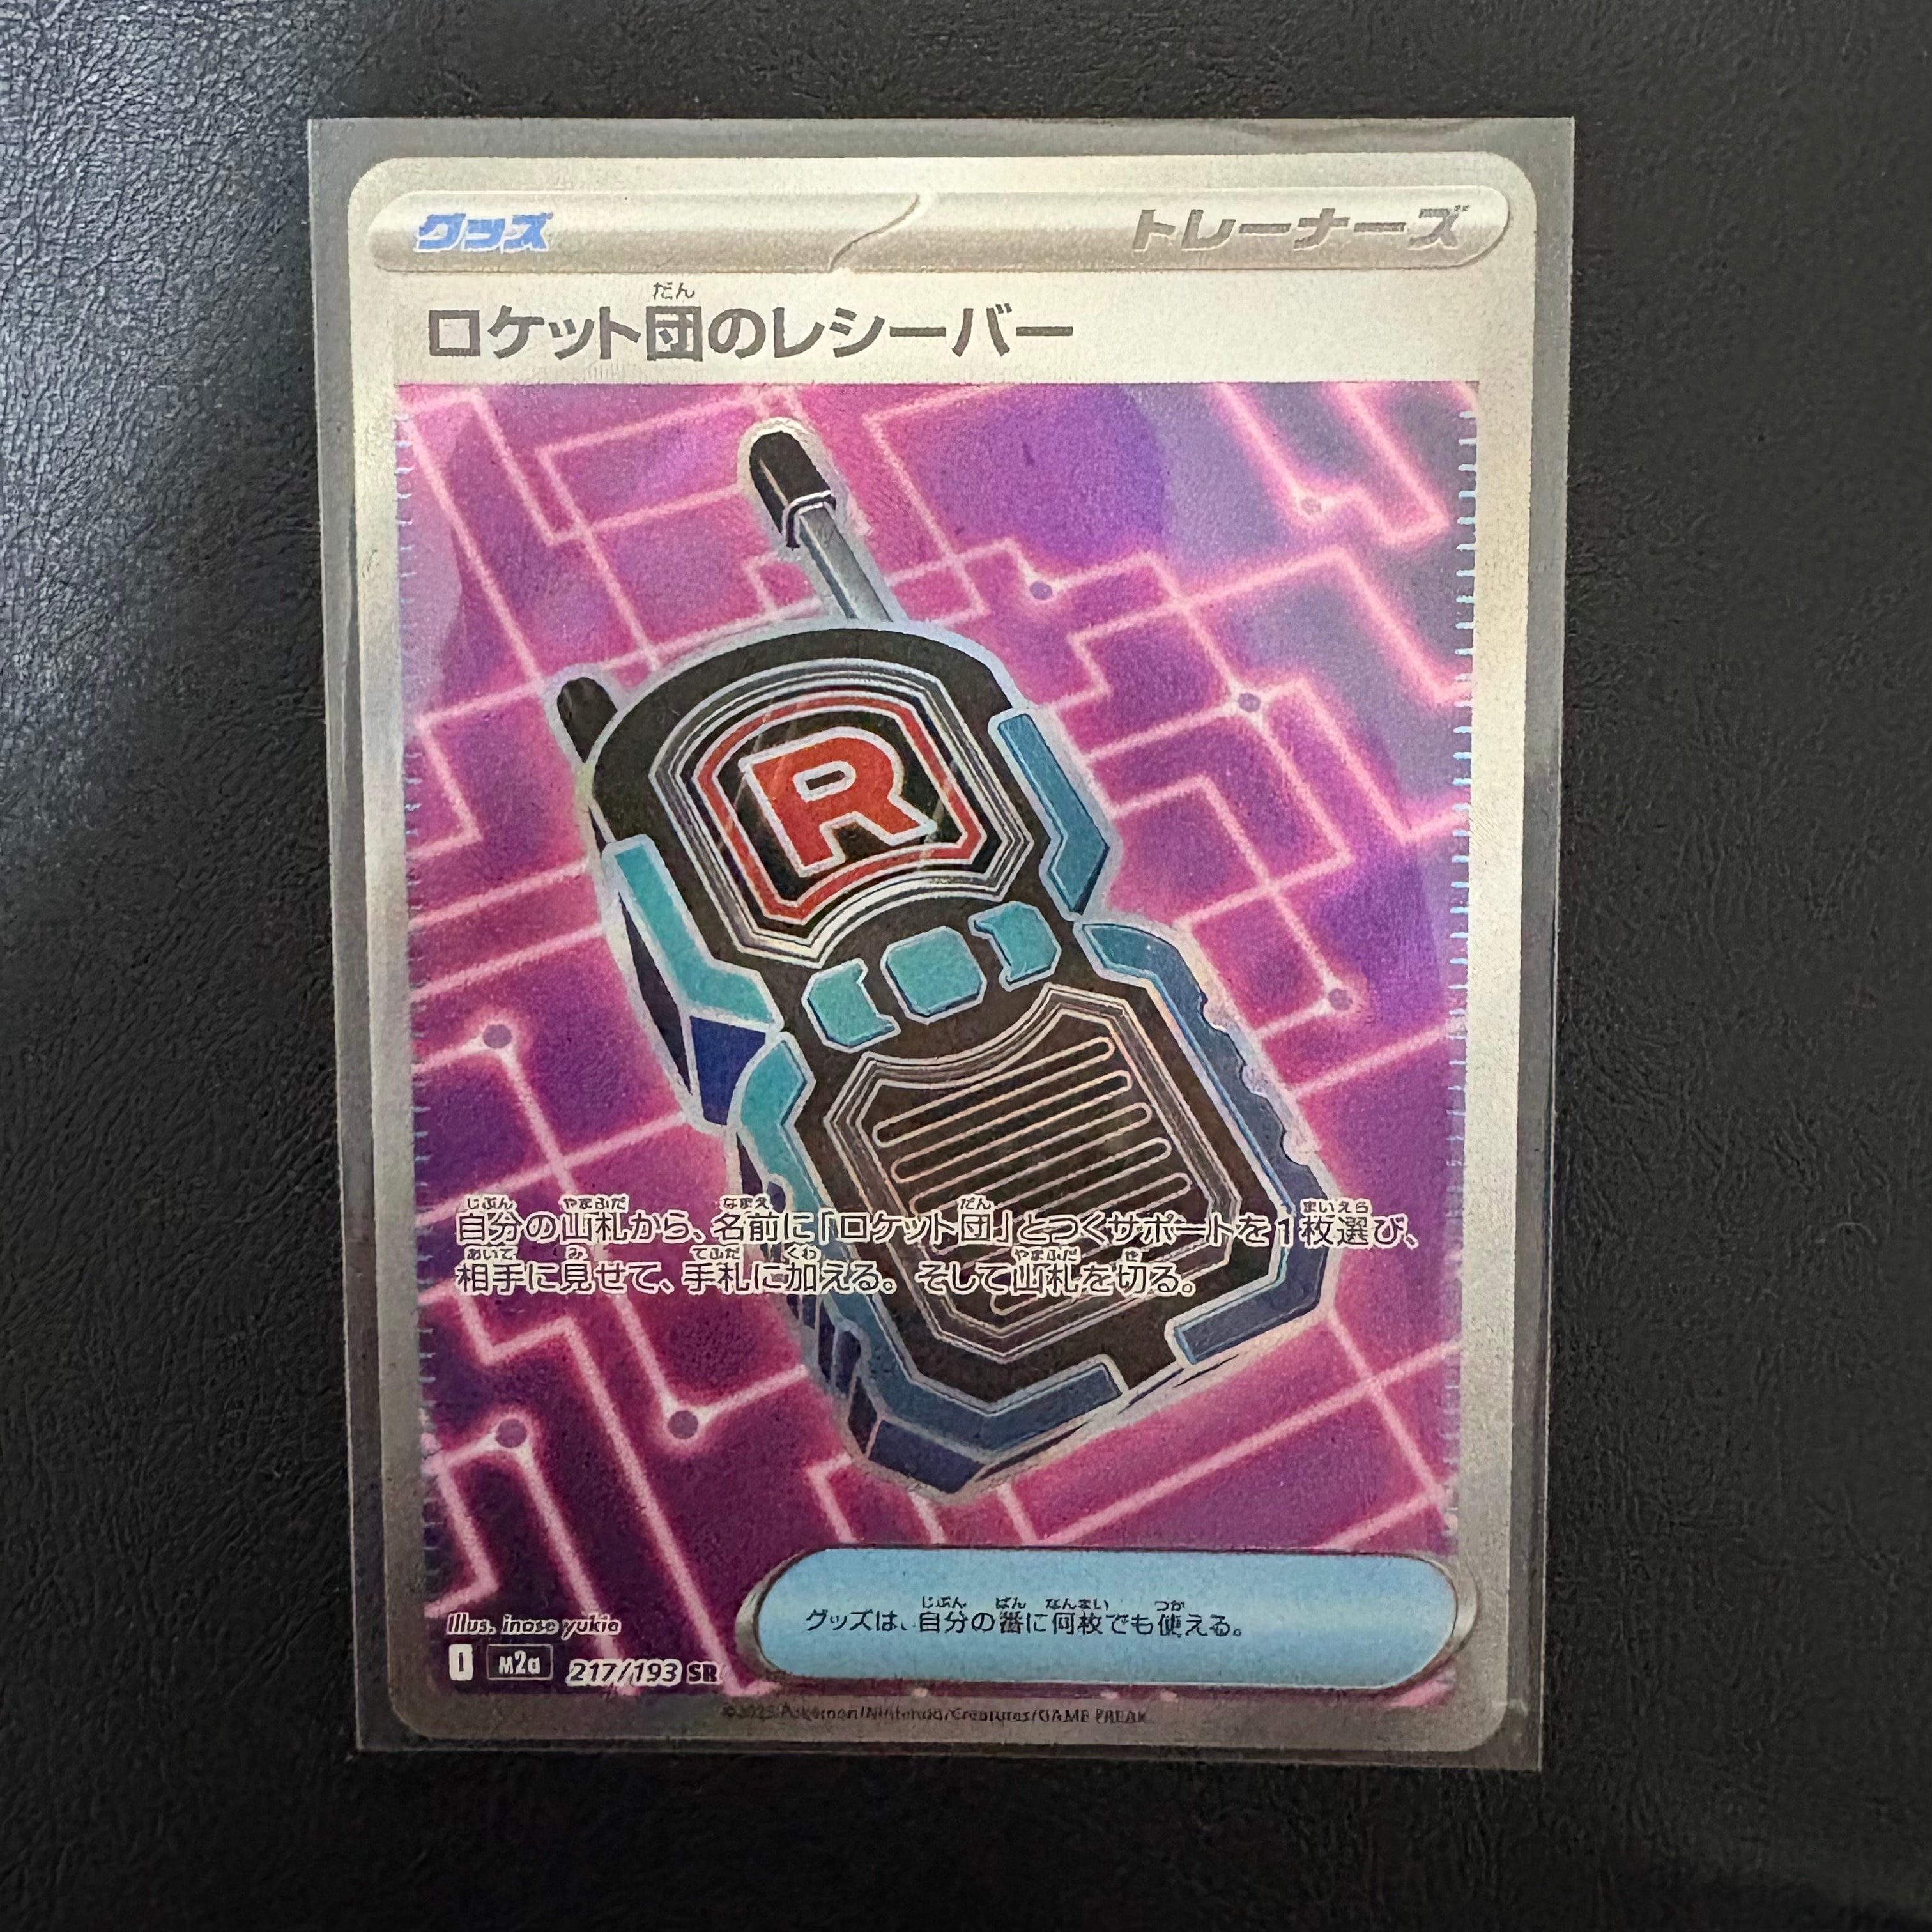 グッズ トレーナーズ
だん
ロケット団のレシーバー
R
じぶん やまふだ なまえ だん まいえら
自分の山札から、名前に「ロケット団」とつくサポートを1枚選び、
あいて み てふだ くわ やまふだ き
相手に見せて、手札に加える。そして山札を切る。
じぶん ばん なんまい つか
グッズは、自分の番に何枚でも使える。
Illus. inose yukie
I M2a 217/193 SR
©2025 Pokémon/Nintendo/Creatures/GAME FREAK